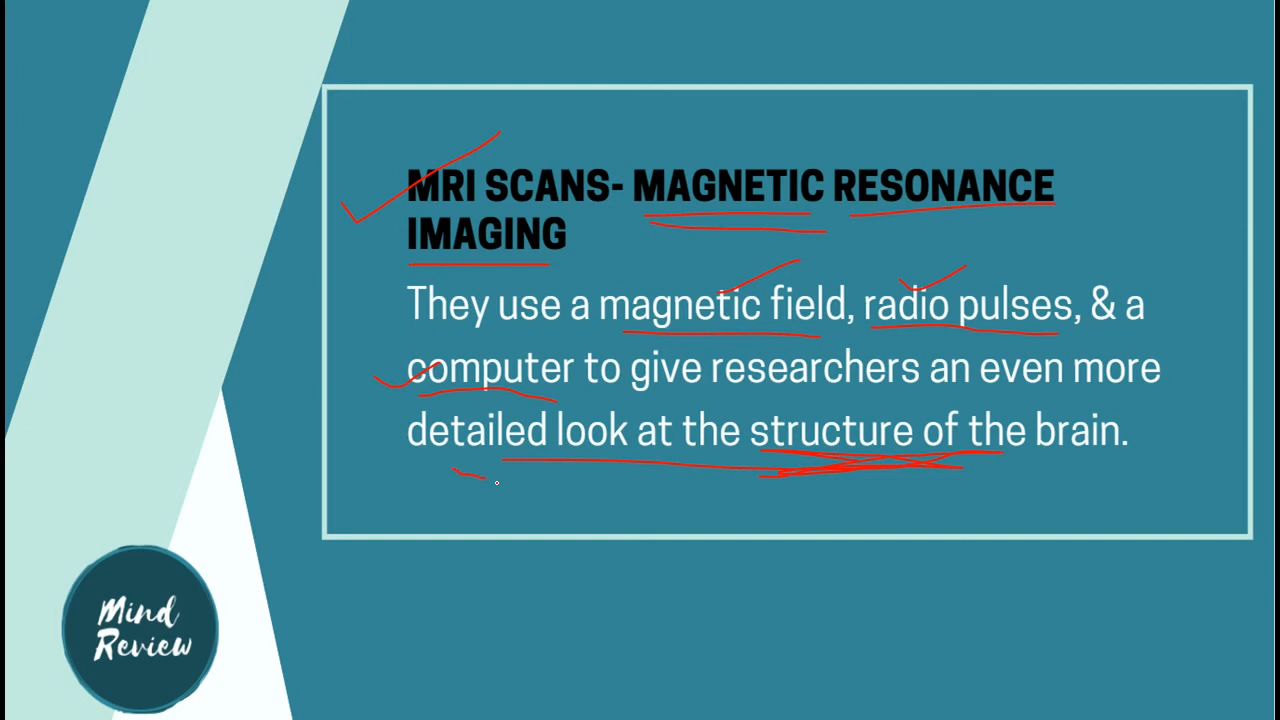 MRI SCANS- MAGNETIC RESONANCE
IMAGING
They use a magnetic field, radio pulses, & a
computer to give researchers an even more
detailed look at the structure of the brain.
Mind
Review